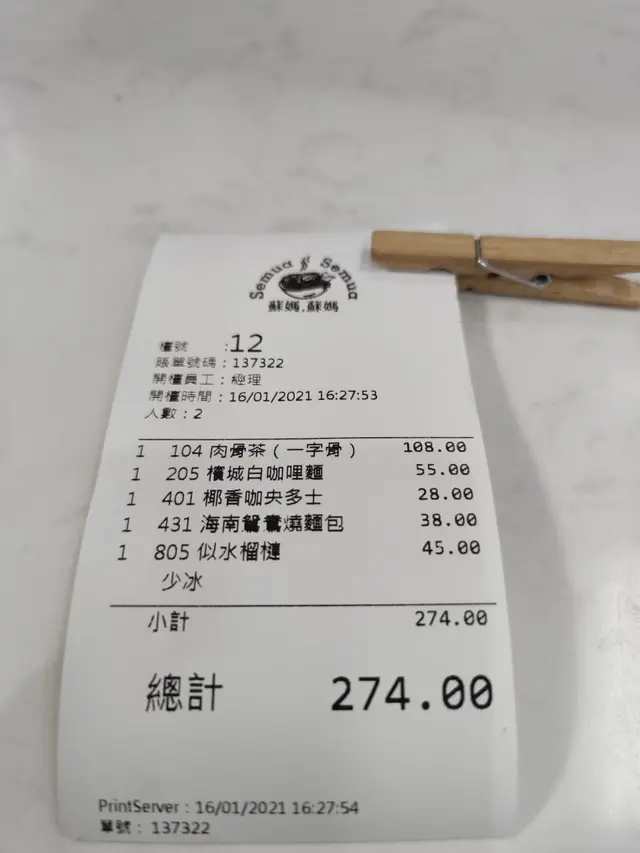 Semua Semua
蘇媽.蘇媽
檯號 :12
賬單號碼：137322
開檯員工：經理
開檯時間：16/01/2021 16:27:53
人數：2
1 104 肉骨茶（一字骨） 108.00
1 205 檳城白咖哩麵 55.00
1 401 椰香咖央多士 28.00
1 431 海南鴛鴦燒麵包 38.00
1 805 似水榴槤 45.00
少冰
小計 274.00
總計 274.00
PrintServer：16/01/2021 16:27:54
單號：137322